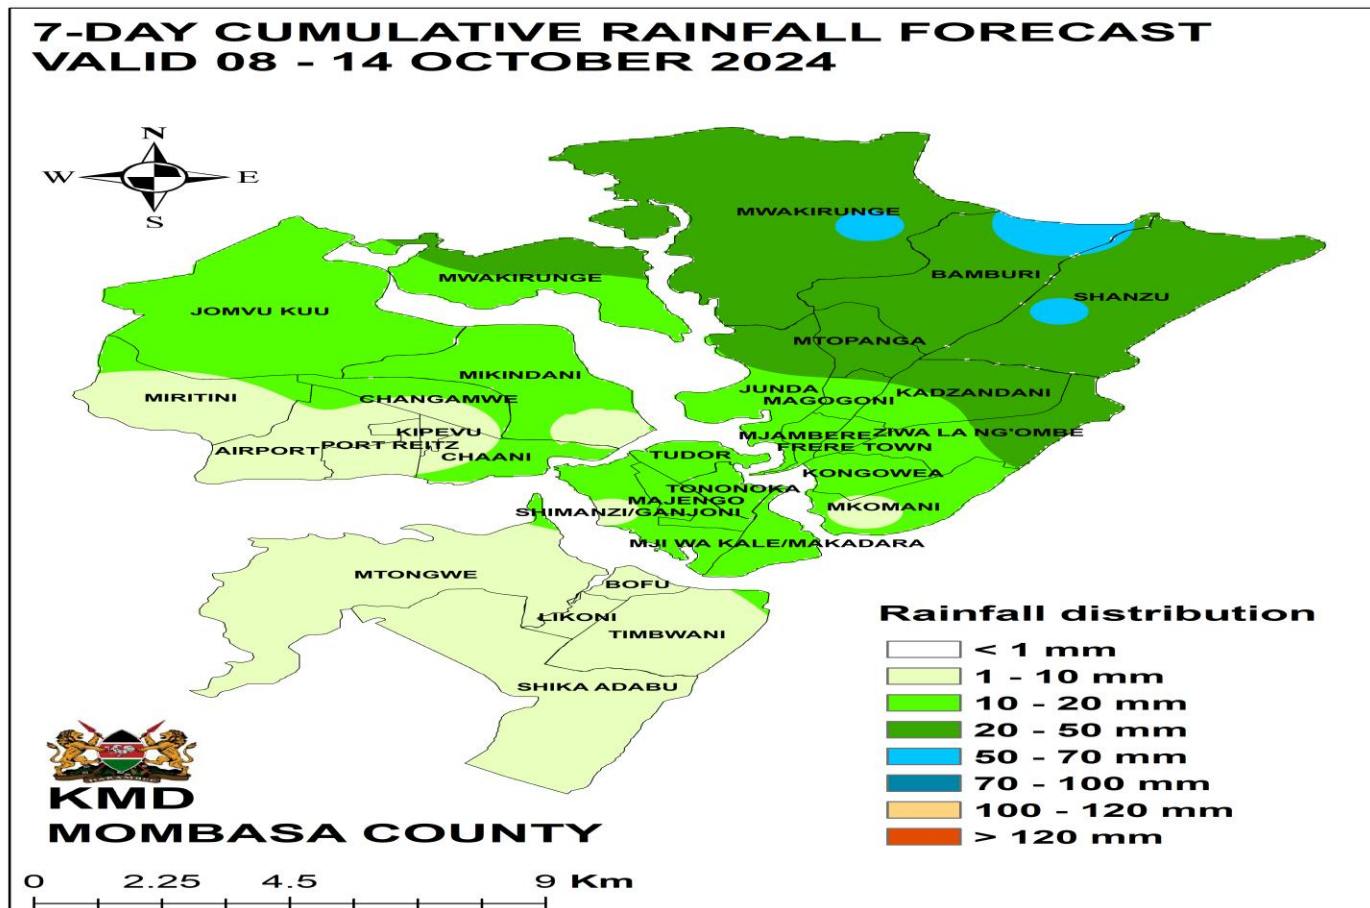 7-DAY CUMULATIVE RAINFALL FORECAST
VALID 08 - 14 OCTOBER 2024
N
W
E
S
MWAKIRUNGE
BAMBURI
MWAKIRUNGE
SHANZU
JOMVU KUU
MTOPANGA
MIKINDANI
JUNDA
KADZANDANI
MIRITINI
CHANGAMWE
MAGOGONI
KIPEVU
MJAMBERE
ZIWA LA NG'OMBE
AIRPORT
PORT REITZ
FRERE TOWN
CHAANI
TUDOR
KONGOWEA
TONONOKA
MAJENGO
MKOMANI
SHIMANZI/GANJONI
MJI WA KALE/MAKADARA
MTONGWE
BOFU
LIKONI
TIMBWANI
SHIKA ADABU
Rainfall distribution
< 1 mm
1 - 10 mm
10 - 20 mm
20 - 50 mm
50 - 70 mm
70 - 100 mm
100 - 120 mm
> 120 mm
HARAMBEE
KMD
MOMBASA COUNTY
0 2.25 4.5 9 Km